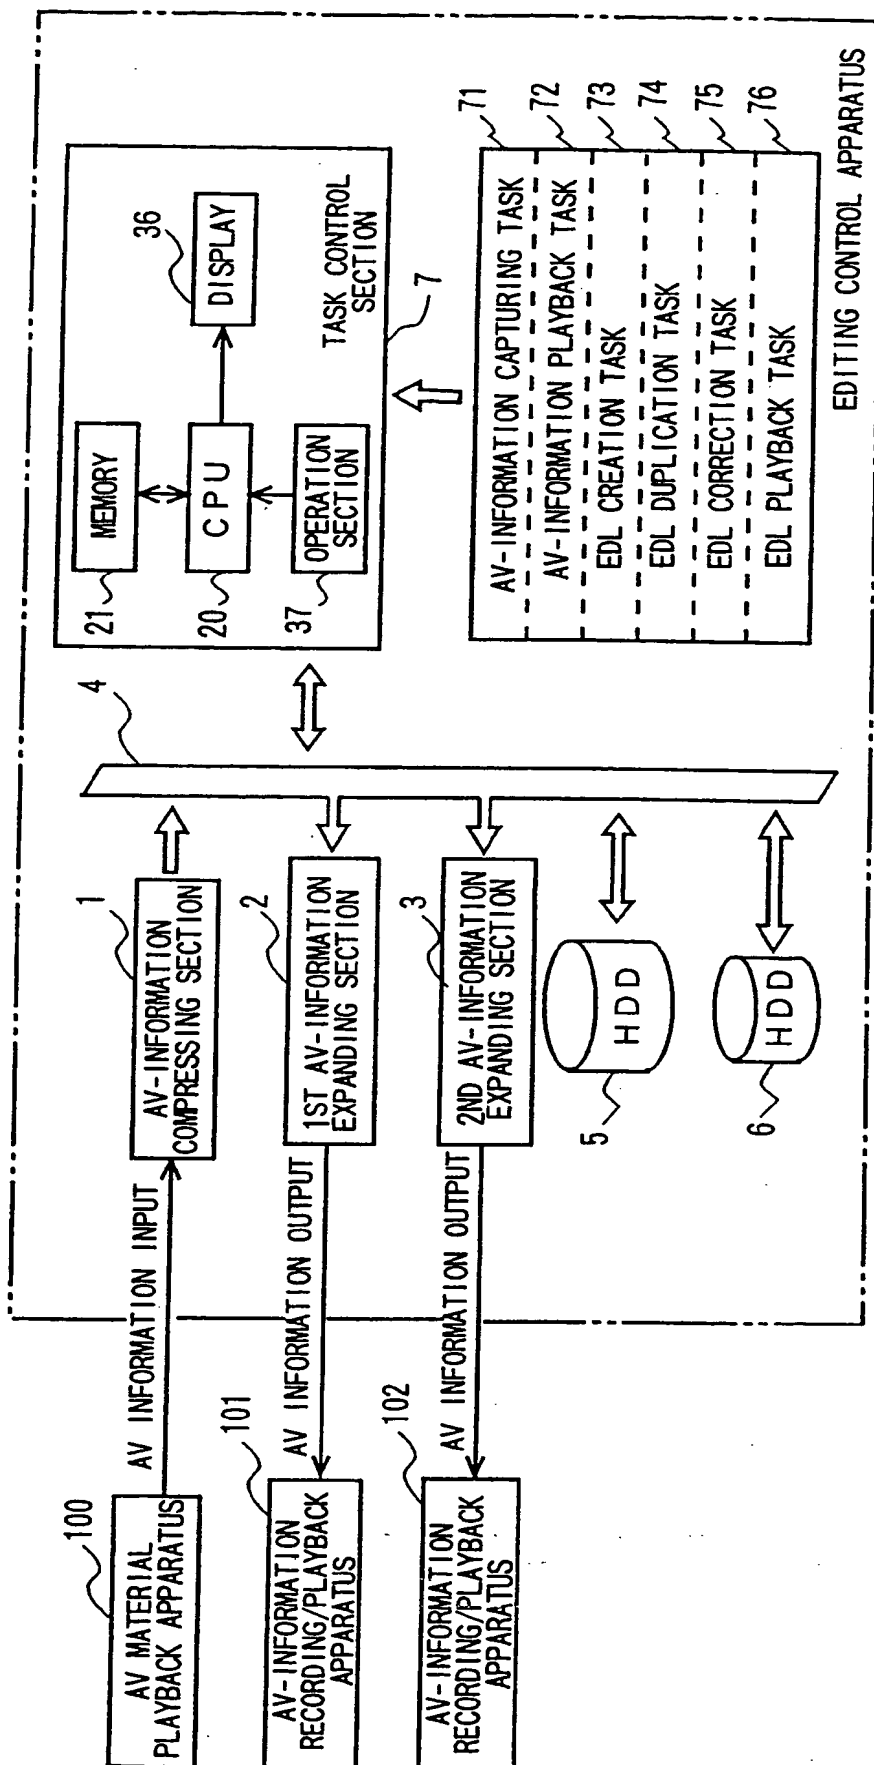 100
AV MATERIAL
PLAYBACK APPARATUS
AV INFORMATION INPUT
1
AV-INFORMATION
COMPRESSING SECTION
101
AV-INFORMATION
RECORDING/PLAYBACK
APPARATUS
AV INFORMATION OUTPUT
2
1ST AV-INFORMATION
EXPANDING SECTION
102
AV-INFORMATION
RECORDING/PLAYBACK
APPARATUS
AV INFORMATION OUTPUT
3
2ND AV-INFORMATION
EXPANDING SECTION
5
HDD
6
HDD
4
21
MEMORY
20
CPU
37
OPERATION
SECTION
36
DISPLAY
TASK CONTROL
SECTION
7
AV-INFORMATION CAPTURING TASK
71
AV-INFORMATION PLAYBACK TASK
72
EDL CREATION TASK
73
EDL DUPLICATION TASK
74
EDL CORRECTION TASK
75
EDL PLAYBACK TASK
76
EDITING CONTROL APPARATUS